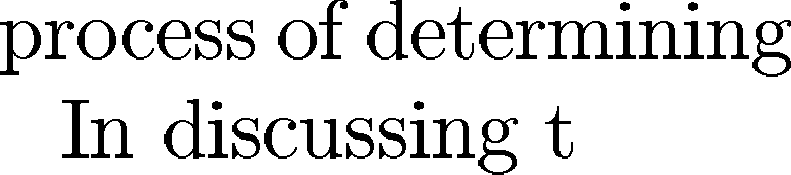 process of determining
In discussing t